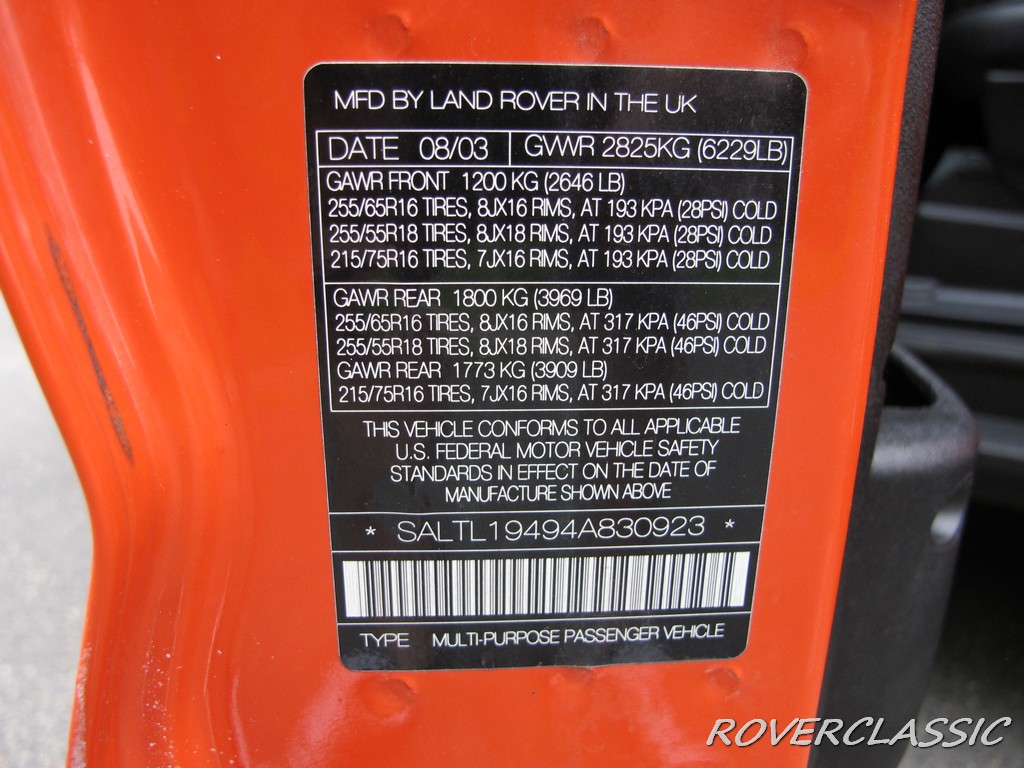 MFD BY LAND ROVER IN THE UK
DATE 08/03 GVWR 2825KG (6229LB)
GAWR FRONT 1200 KG (2646 LB)
255/65R16 TIRES, 8JX16 RIMS, AT 193 KPA (28PSI) COLD
255/55R18 TIRES, 8JX18 RIMS, AT 193 KPA (28PSI) COLD
215/75R16 TIRES, 7JX16 RIMS, AT 193 KPA (28PSI) COLD
GAWR REAR 1800 KG (3969 LB)
255/65R16 TIRES, 8JX16 RIMS, AT 317 KPA (46PSI) COLD
255/55R18 TIRES, 8JX18 RIMS, AT 317 KPA (46PSI) COLD
GAWR REAR 1773 KG (3909 LB)
215/75R16 TIRES, 7JX16 RIMS, AT 317 KPA (46PSI) COLD
THIS VEHICLE CONFORMS TO ALL APPLICABLE
U.S. FEDERAL MOTOR VEHICLE SAFETY
STANDARDS IN EFFECT ON THE DATE OF
MANUFACTURE SHOWN ABOVE
* SALTL19494A830923 *
TYPE MULTI-PURPOSE PASSENGER VEHICLE
ROVERCLASSIC